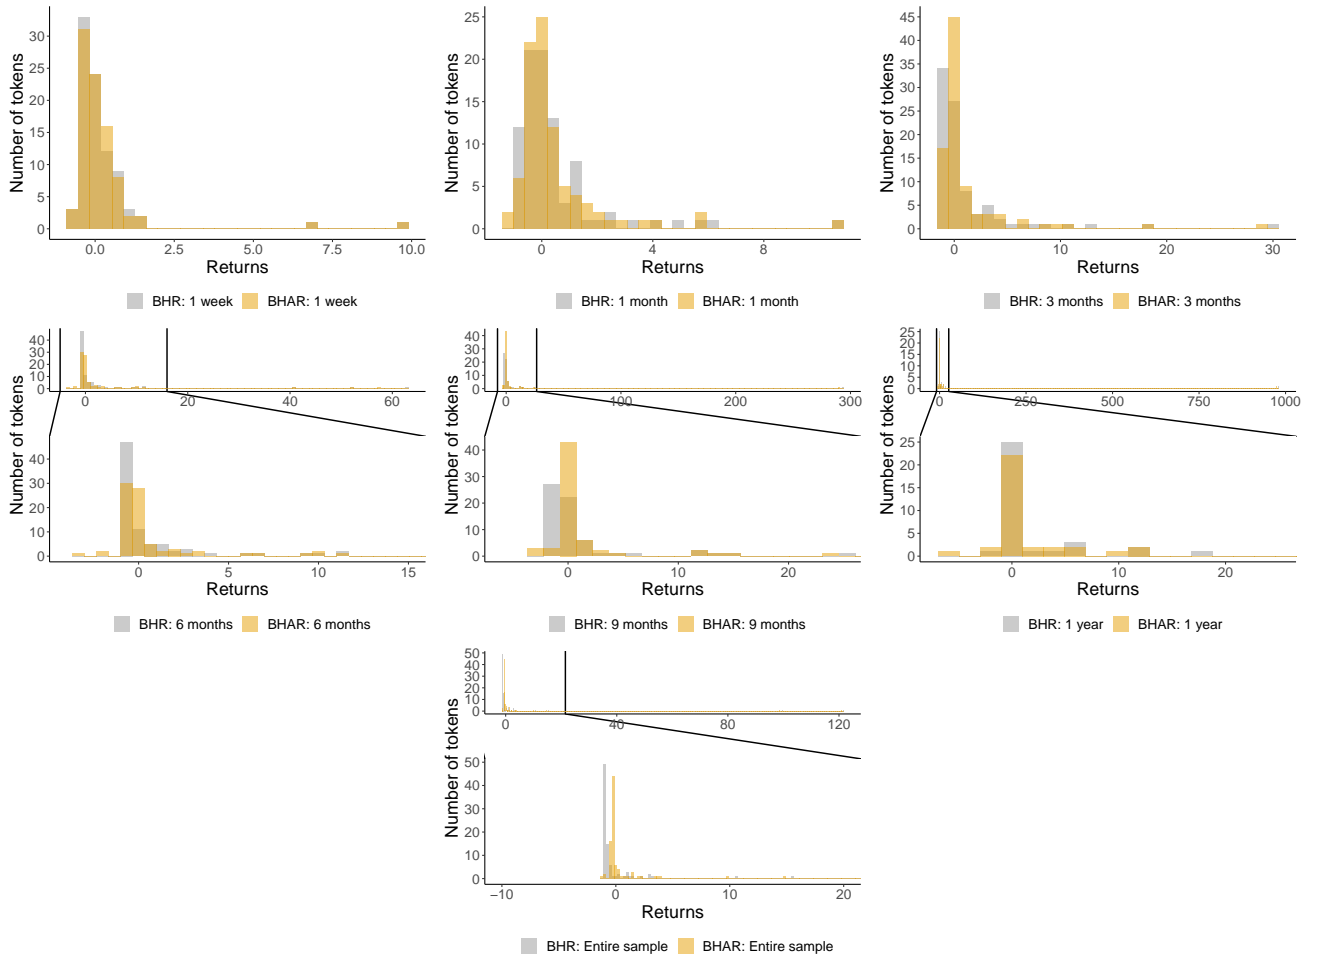 Number of tokens
30
25
20
15
10
5
0
0.0 2.5 5.0 7.5 10.0
Returns
BHR: 1 week BHAR: 1 week
Number of tokens
25
20
15
10
5
0
0 4 8
Returns
BHR: 1 month BHAR: 1 month
Number of tokens
45
40
35
30
25
20
15
10
5
0
0 10 20 30
Returns
BHR: 3 months BHAR: 3 months
Number of tokens
40
30
20
10
0
0 20 40 60
40
30
20
10
0
0 5 10 15
Returns
BHR: 6 months BHAR: 6 months
Number of tokens
40
30
20
10
0
0 100 200 300
40
30
20
10
0
0 10 20
Returns
BHR: 9 months BHAR: 9 months
Number of tokens
25
20
15
10
5
0
0 250 500 750 1000
25
20
15
10
5
0
0 10 20
Returns
BHR: 1 year BHAR: 1 year
Number of tokens
50
40
30
20
10
0
0 40 80 120
50
40
30
20
10
0
−10 0 10 20
Returns
BHR: Entire sample BHAR: Entire sample